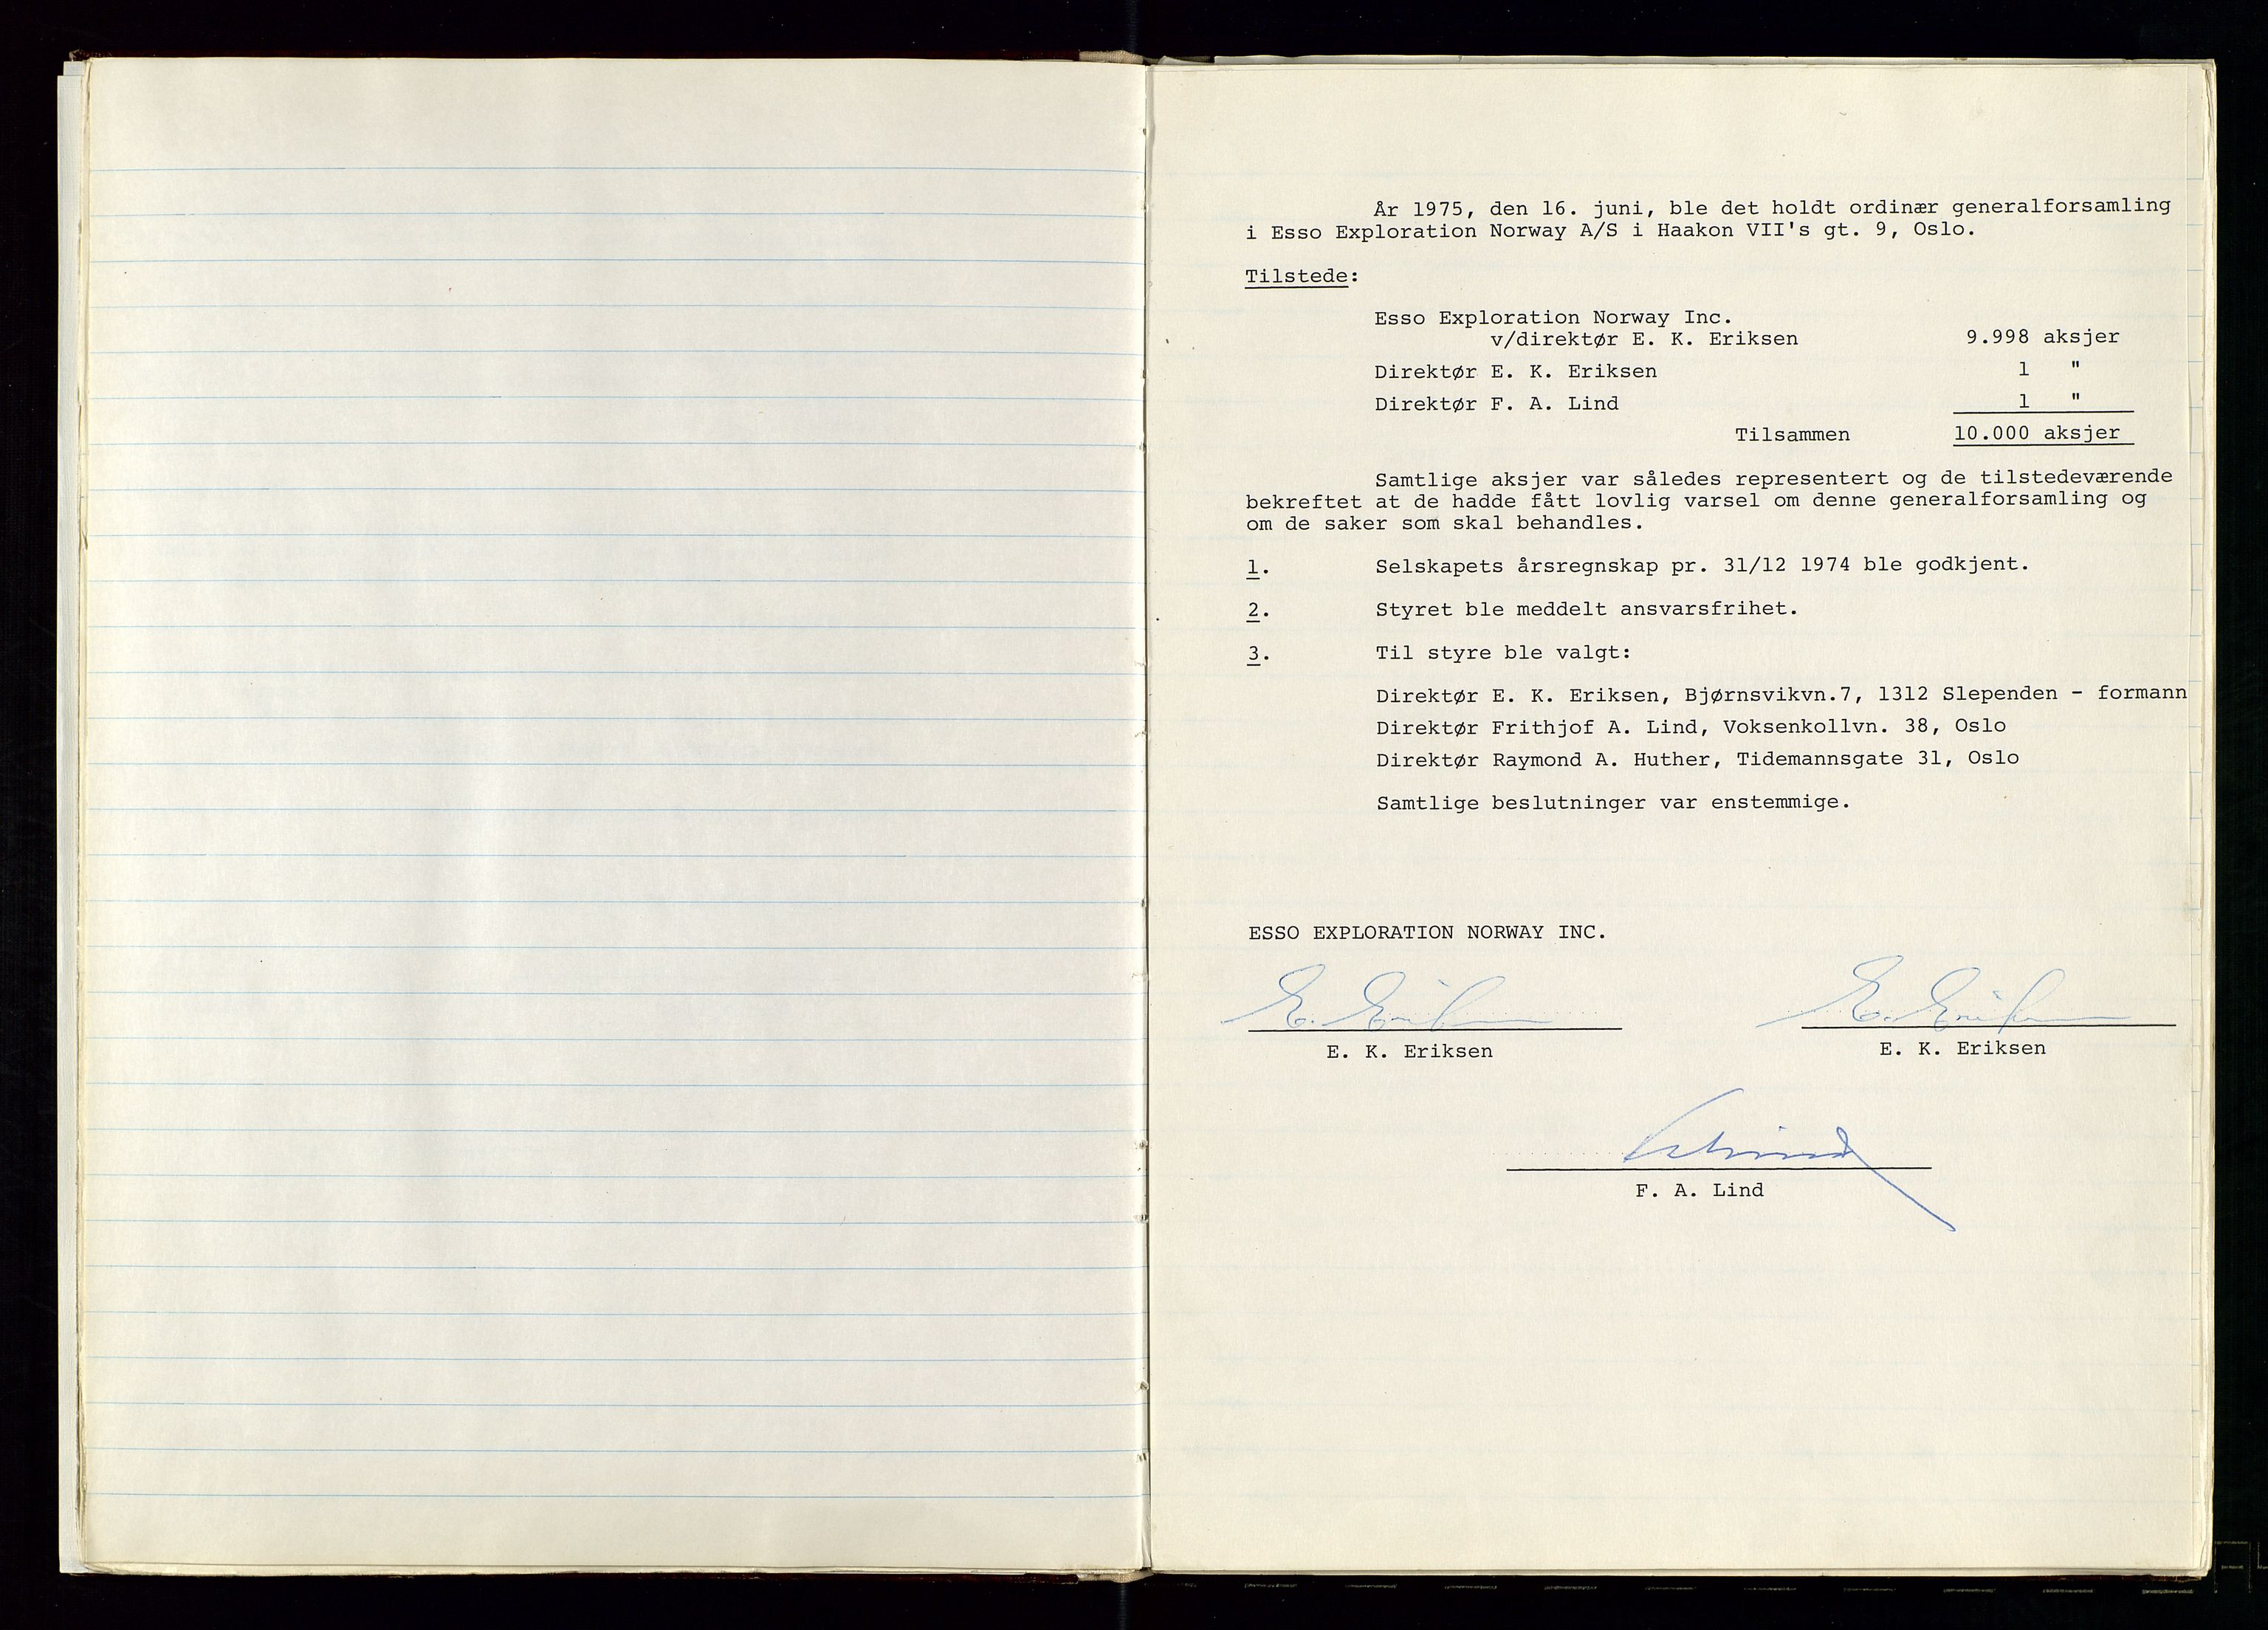 År 1975, den 16. juni, ble det holdt ordinær generalforsamling
i Esso Exploration Norway A/S i Haakon VII's gt. 9, Oslo.
Tilstede:
Esso Exploration Norway Inc.
v/direktør E. K. Eriksen 9.998 aksjer
Direktør E. K. Eriksen 1 "
Direktør F. A. Lind 1 "
Tilsammen 10.000 aksjer
Samtlige aksjer var således representert og de tilstedeværende
bekreftet at de hadde fått lovlig varsel om denne generalforsamling og
om de saker som skal behandles.
1. Selskapets årsregnskap pr. 31/12 1974 ble godkjent.
2. Styret ble meddelt ansvarsfrihet.
3. Til styre ble valgt:
Direktør E. K. Eriksen, Bjørnsvikvn.7, 1312 Slependen - formann
Direktør Frithjof A. Lind, Voksenkollvn. 38, Oslo
Direktør Raymond A. Huther, Tidemannsgate 31, Oslo
Samtlige beslutninger var enstemmige.
ESSO EXPLORATION NORWAY INC.
E. Eriksen E. Eriksen
E. K. Eriksen E. K. Eriksen
F. A. Lind